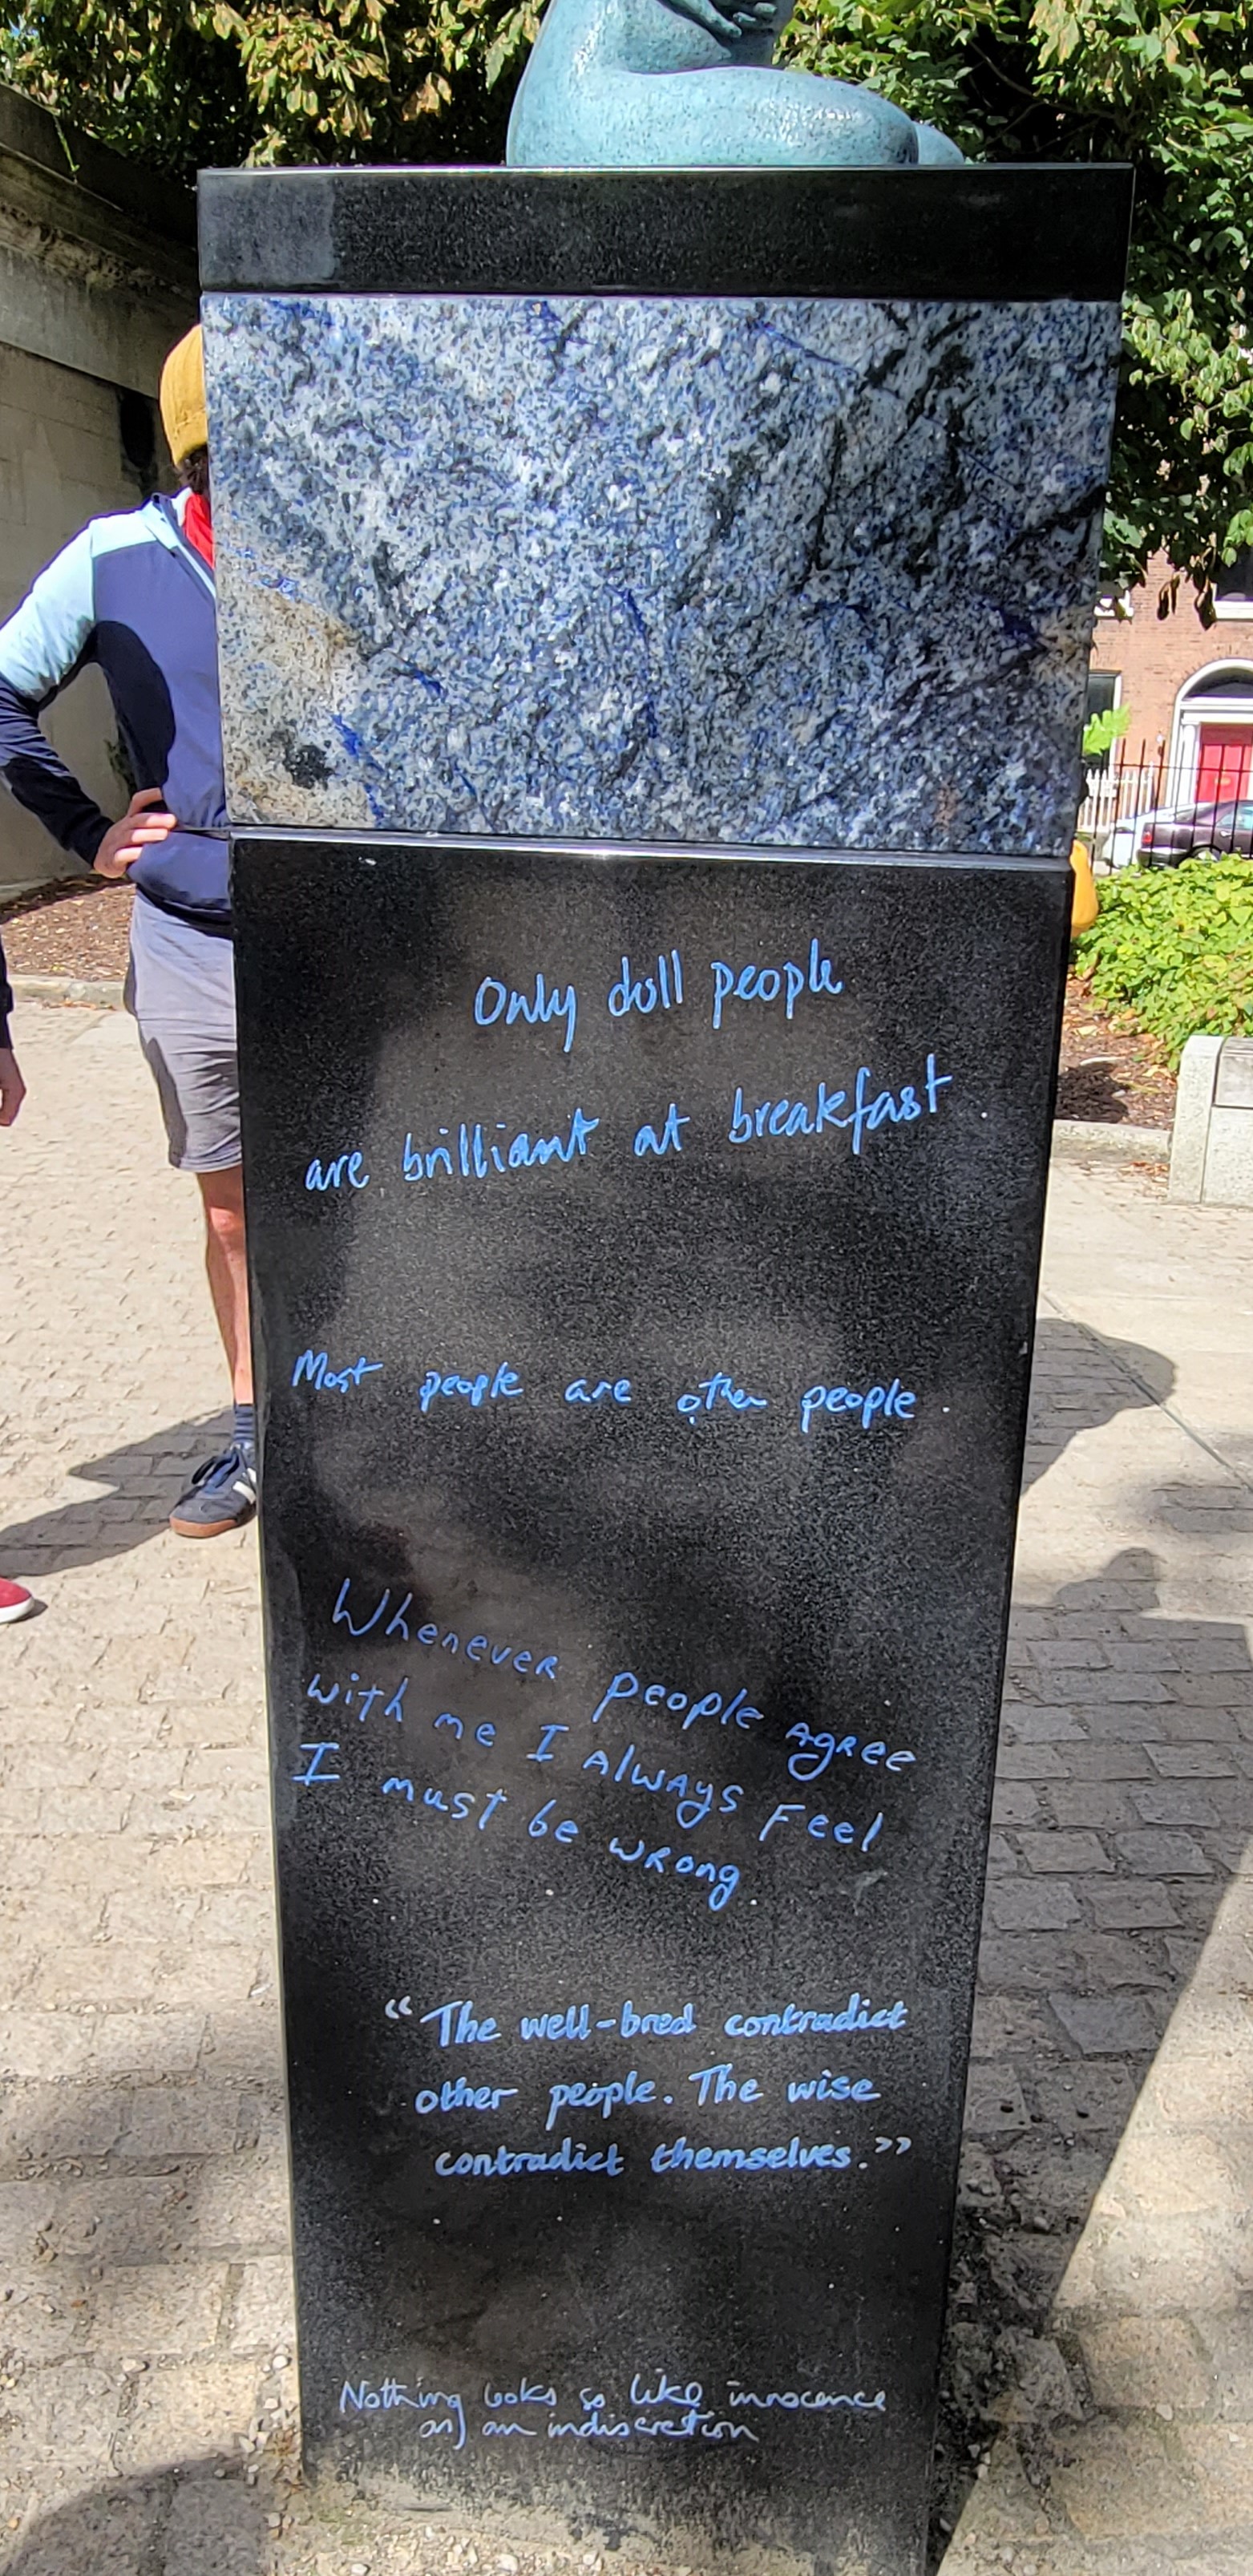 Only dull people
are brilliant at breakfast
Most people are other people.
Whenever people agree
with me I always feel
I must be wrong.
“The well-bred contradict
other people. The wise
contradict themselves.”
Nothing looks so like innocence
as an indiscretion